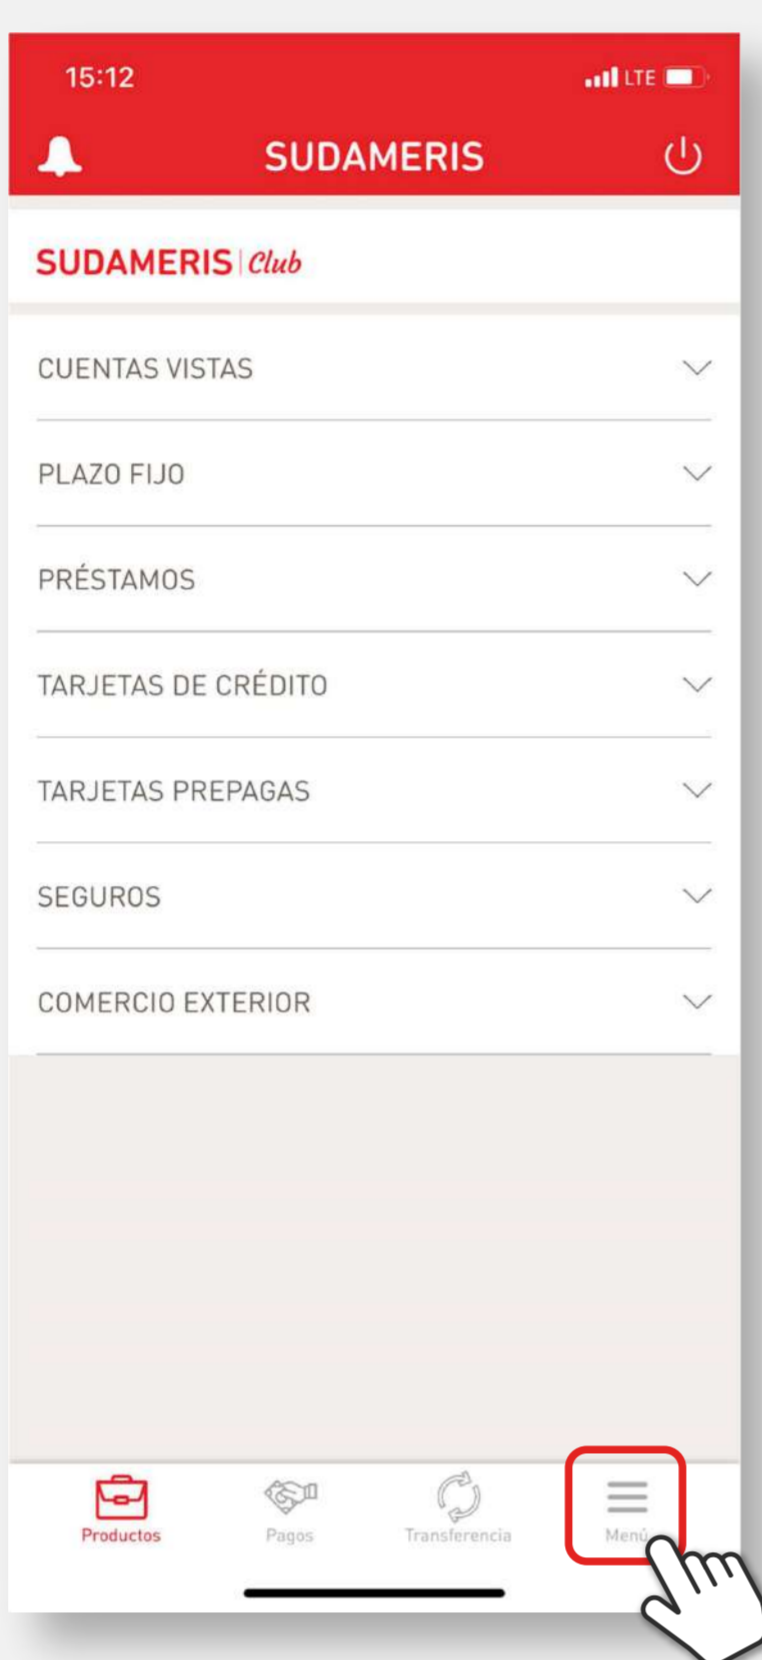 15:12
LTE
SUDAMERIS
SUDAMERIS | Club
CUENTAS VISTAS
PLAZO FIJO
PRÉSTAMOS
TARJETAS DE CRÉDITO
TARJETAS PREPAGAS
SEGUROS
COMERCIO EXTERIOR
Productos
Pagos
Transferencia
Menú